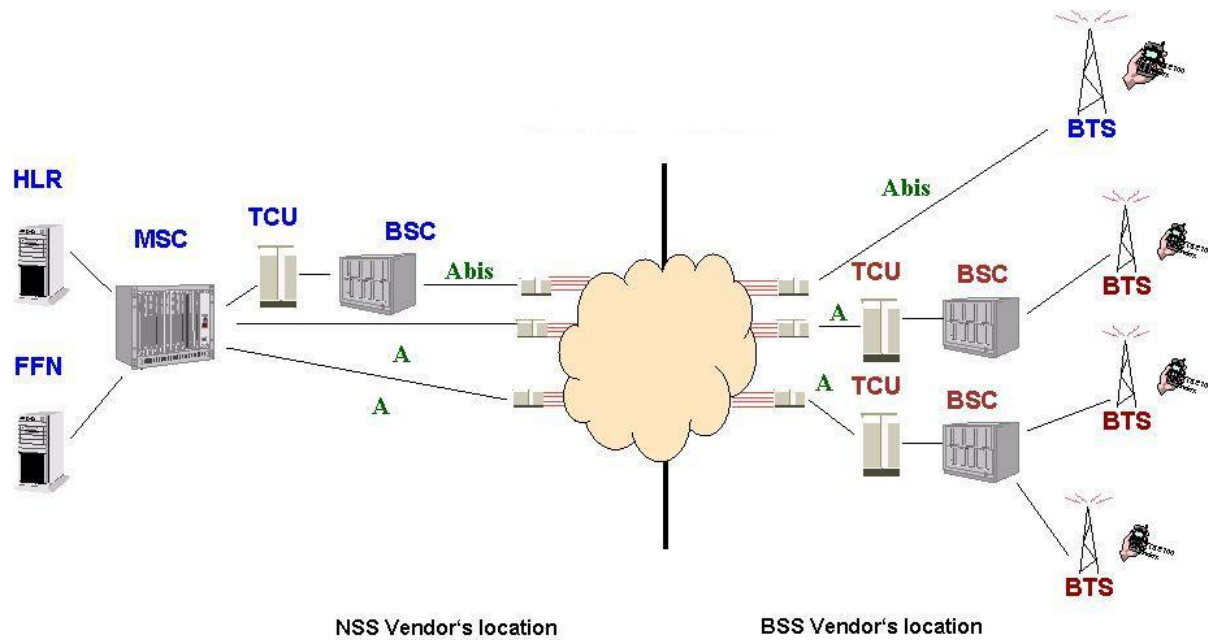 BTS
HLR
Abis
TCU
BSC
MSC
TCU
BSC
Abis
BTS
A
FFN
A
A
TCU
BSC
A
BTS
BTS
NSS Vendor's location
BSS Vendor's location